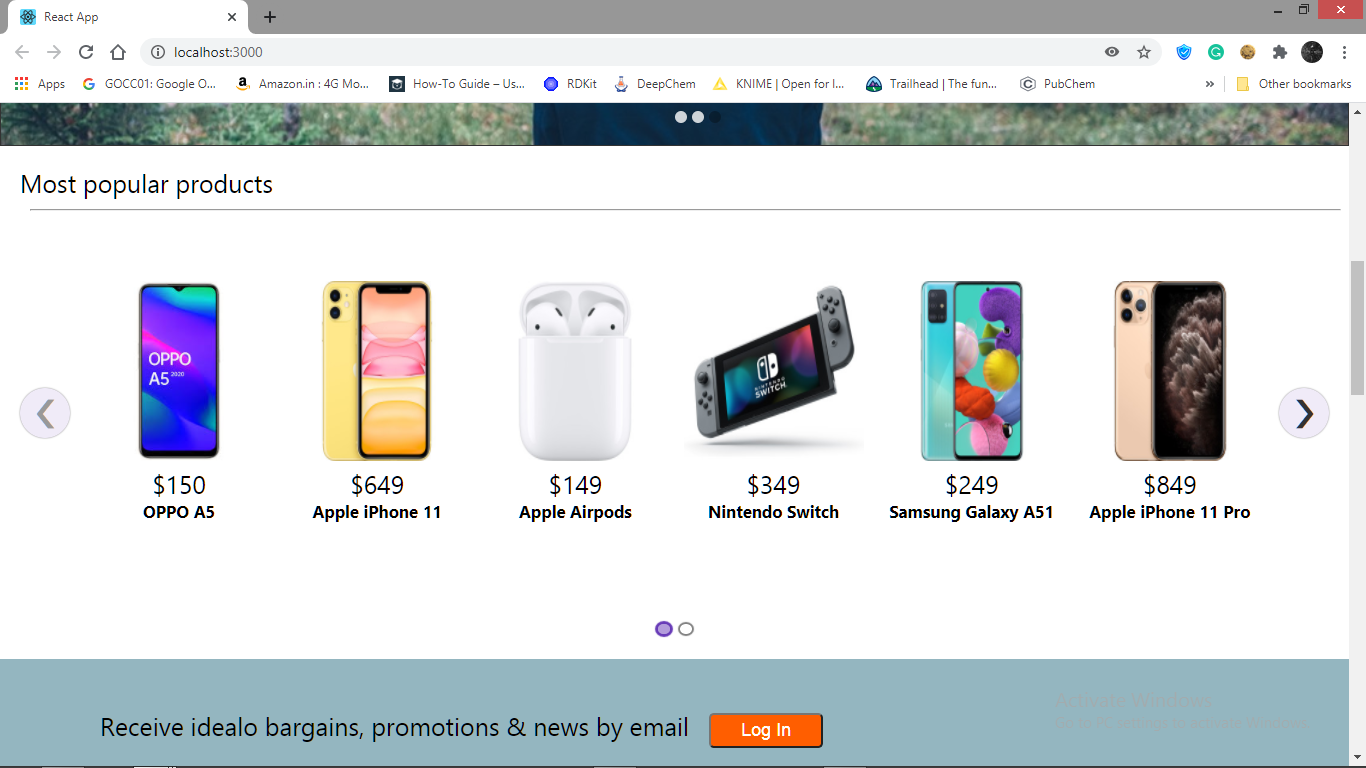 React App
localhost:3000
Apps
GOCC01: Google O...
Amazon.in : 4G Mo...
How-To Guide – Us...
RDKit
DeepChem
KNIME | Open for I...
Trailhead | The fun...
PubChem
Other bookmarks
Most popular products
OPPO
A5 2020
NINTENDO
SWITCH
$150
$649
$149
$349
$249
$849
OPPO A5
Apple iPhone 11
Apple Airpods
Nintendo Switch
Samsung Galaxy A51
Apple iPhone 11 Pro
Activate Windows
Go to PC settings to activate Windows.
Receive idealo bargains, promotions & news by email
Log In